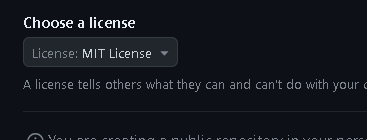 Choose a license
License: MIT License
A license tells others what they can and can't do with your
You are creating a public repository in your